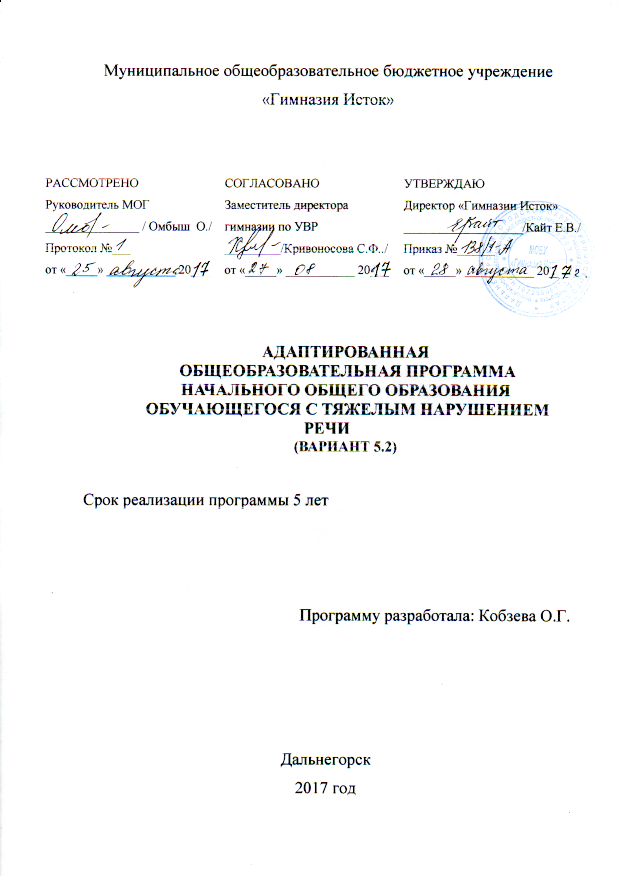 Муниципальное общеобразовательное бюджетное учреждение
«Гимназия Исток»
РАССМОТРЕНО
Руководитель МОГ
/ Омбыш О./
Протокол № 1
от « 25 » августа 2017
СОГЛАСОВАНО
Заместитель директора
гимназии по УВР
/Кривоносова С.Ф../
от « 27 » 08 2017
УТВЕРЖДАЮ
Директор «Гимназии Исток»
/Кайт Е.В./
Приказ № 138/1-А
от « 28 » августа 2017 г.
АДАПТИРОВАННАЯ
ОБЩЕОБРАЗОВАТЕЛЬНАЯ ПРОГРАММА
НАЧАЛЬНОГО ОБЩЕГО ОБРАЗОВАНИЯ
ОБУЧАЮЩЕГОСЯ С ТЯЖЕЛЫМ НАРУШЕНИЕМ
РЕЧИ
(ВАРИАНТ 5.2)
Срок реализации программы 5 лет
Программу разработала: Кобзева О.Г.
Дальнегорск
2017 год